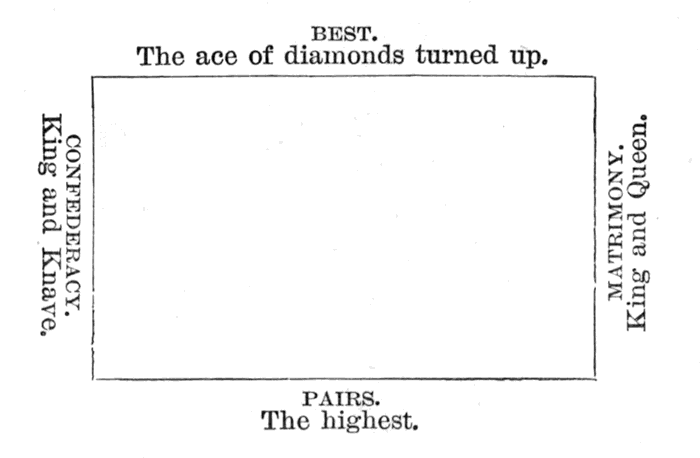 BEST.
The ace of diamonds turned up.
CONFEDERACY.
King and Knave.
MATRIMONY.
King and Queen.
PAIRS.
The highest.